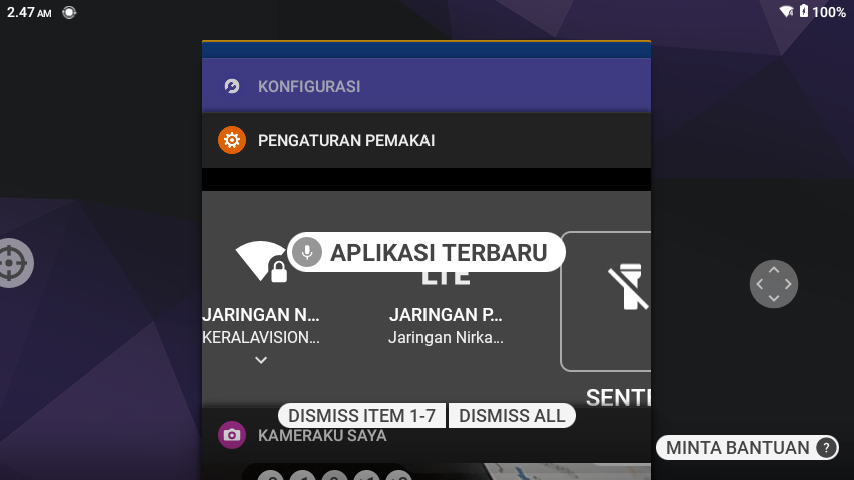 2.47 AM
100%
KONFIGURASI
PENGATURAN PEMAKAI
APLIKASI TERBARU
LTE
JARINGAN N...
JARINGAN P...
KERALAVISION...
Jaringan Nirka...
SENTE
DISMISS ITEM 1-7
DISMISS ALL
KAMERAKU SAYA
MINTA BANTUAN ?